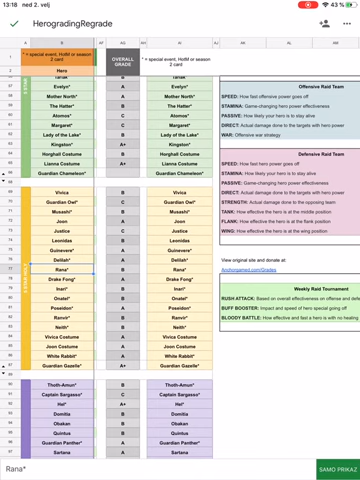 13:18 ned 2. velj
43 %
HerogradingRegrade
A B AF AG AH AI AJ AK AL AM
1 * = special event, HotM or season 2 card OVERALL GRADE * = special event, HotM or season 2 card
2 Hero
Evelyn* A Evelyn*
Mother North* A Mother North*
The Hatter* B The Hatter*
Atomos* C Atomos*
Margaret* C Margaret*
Lady of the Lake* B Lady of the Lake*
Kingston* A+ Kingston*
Horghall Costume B Horghall Costume
Lianna Costume A+ Lianna Costume
Guardian Chameleon* A Guardian Chameleon*
Vivica B Vivica
Guardian Owl* C Guardian Owl*
Musashi* B Musashi*
Joon A Joon
Justice C Justice
Leonidas B Leonidas
Guinevere* A Guinevere*
Delilah* A Delilah*
77 Rana* B Rana*
Drake Fong* A Drake Fong*
Inari* B Inari*
Onatel* B Onatel*
Poseidon* A Poseidon*
Ranvir* B Ranvir*
Neith* B Neith*
Vivica Costume A Vivica Costume
Joon Costume A Joon Costume
White Rabbit* A White Rabbit*
Guardian Gazelle* A+ Guardian Gazelle*
Thoth-Amun* B Thoth-Amun*
Captain Sargasso* C Captain Sargasso*
Hel* A+ Hel*
Domitia B Domitia
Obakan B Obakan
Quintus B Quintus
Guardian Panther* A Guardian Panther*
Sartana A Sartana
Offensive Raid Team
SPEED: How fast offensive power goes off
STAMINA: Game-changing hero power effectiveness
PASSIVE: How likely your hero is to stay alive
DIRECT: Actual damage done to the targets with hero power
WAR: Offensive war strategy
Defensive Raid Team
SPEED: How fast hero power goes off
STAMINA: How likely your hero is to stay alive
PASSIVE: Game-changing hero power effectiveness
DIRECT: Actual damage done to the targets with hero power
STRENGTH: Actual damage done to the opposing team
TANK: How effective the hero is at the middle position
FLANK: How effective the hero is at the flank position
WING: How effective the hero is at the wing position
View original site and donate at:
Anchorgamed.com/Grades
Weekly Raid Tournament
RUSH ATTACK: Based on overall effectiveness on offense and defe
BUFF BOOSTER: Impact and speed of hero special going off
BLOODY BATTLE: How effective and fast a hero is with no healing
Rana*
SAMO PRIKAZ